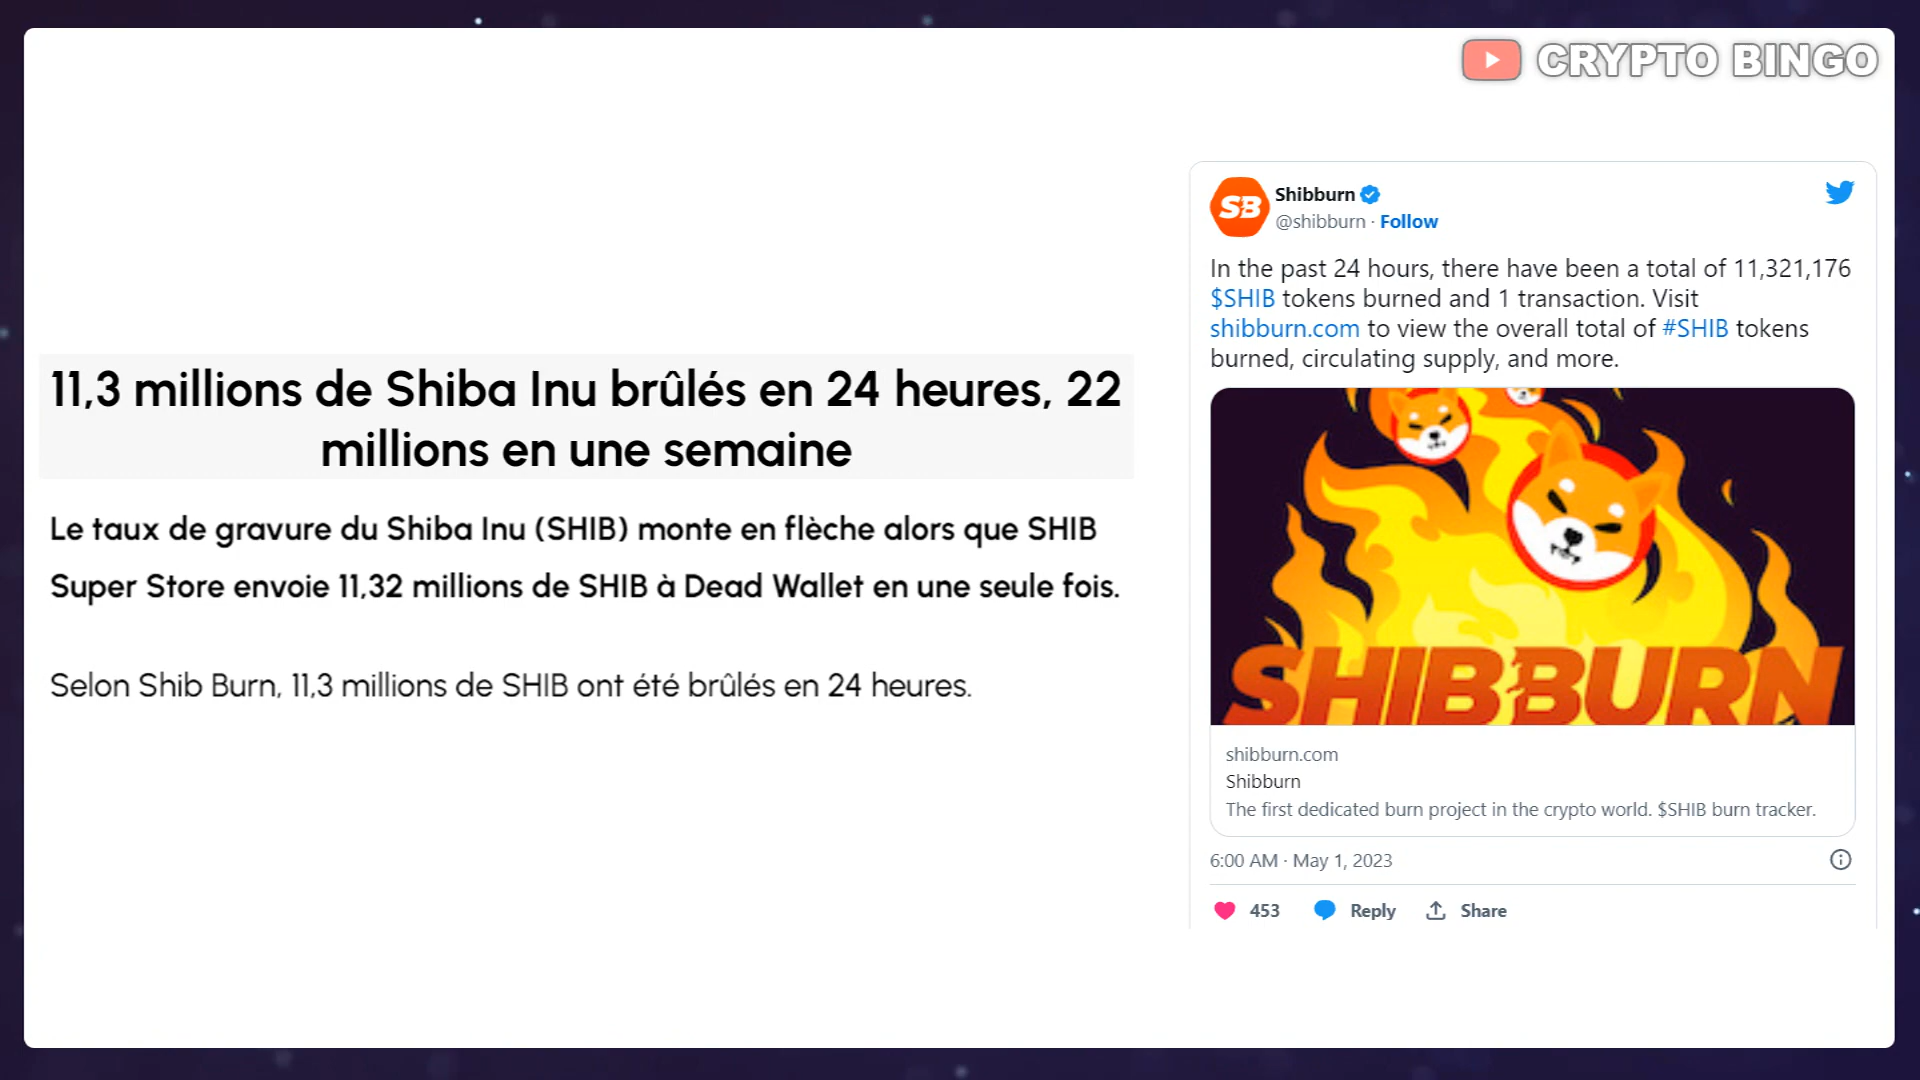 CRYPTO BINGO
11,3 millions de Shiba Inu brûlés en 24 heures, 22
millions en une semaine
Le taux de gravure du Shiba Inu (SHIB) monte en flèche alors que SHIB
Super Store envoie 11,32 millions de SHIB à Dead Wallet en une seule fois.
Selon Shib Burn, 11,3 millions de SHIB ont été brûlés en 24 heures.
SB
Shibburn
@shibburn · Follow
In the past 24 hours, there have been a total of 11,321,176
$SHIB tokens burned and 1 transaction. Visit
shibburn.com to view the overall total of #SHIB tokens
burned, circulating supply, and more.
SHIBBURN
shibburn.com
Shibburn
The first dedicated burn project in the crypto world. $SHIB burn tracker.
6:00 AM · May 1, 2023
453 Reply Share